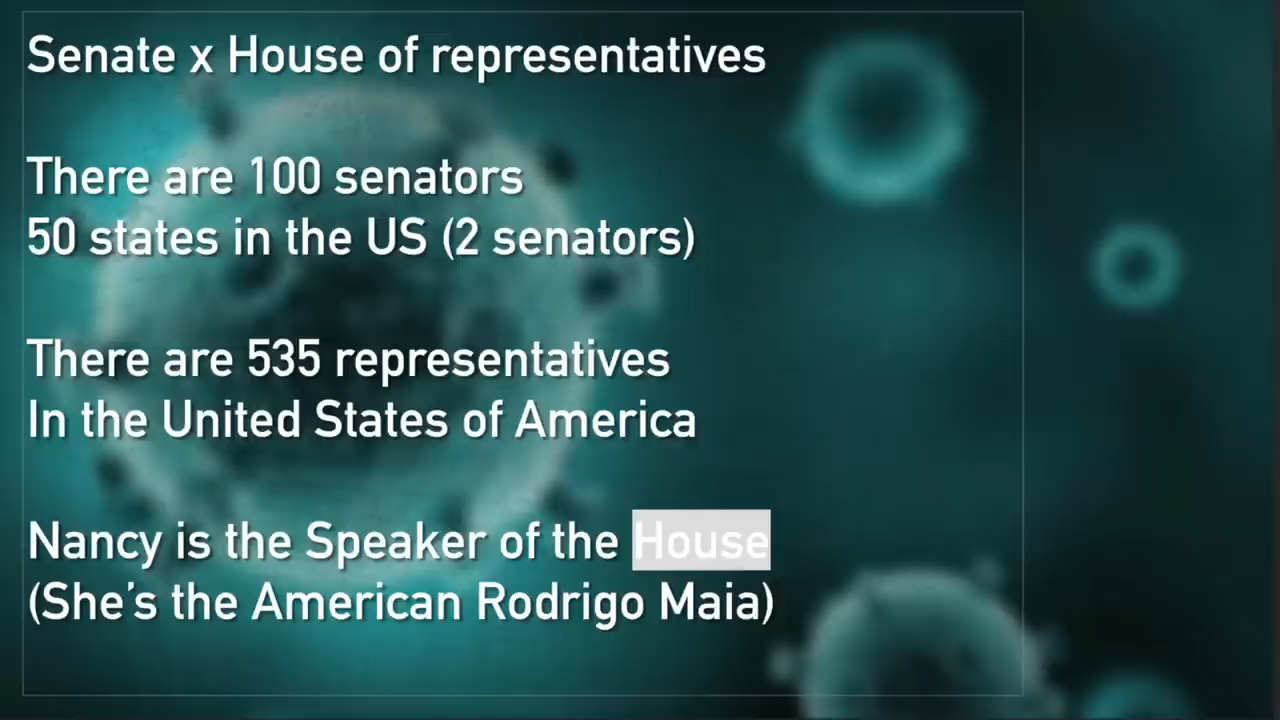 Senate x House of representatives
There are 100 senators
50 states in the US (2 senators)
There are 535 representatives
In the United States of America
Nancy is the Speaker of the House
(She's the American Rodrigo Maia)